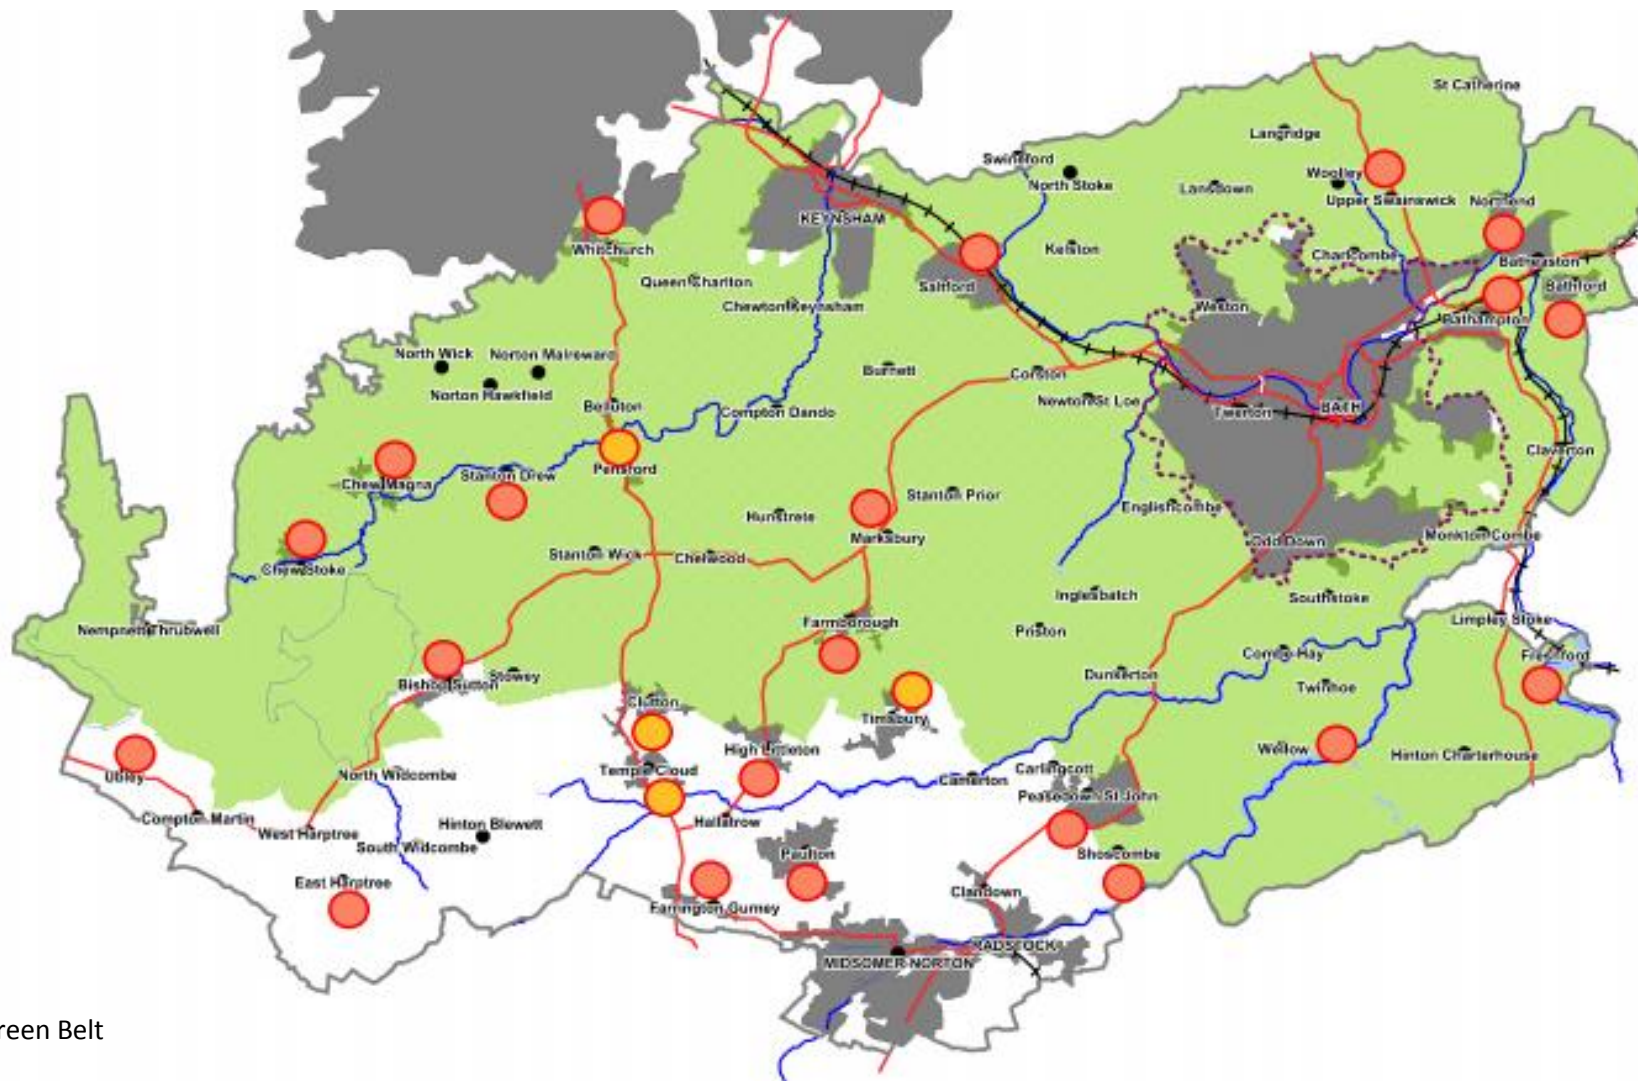 St Catherine
Langridge
Swineford
Woolley
North Stoke
Lansdown
Upper Swainswick
Northend
KEYNSHAM
Whitchurch
Kelston
Charlcombe
Batheaston
Queen Charlton
Saltford
Bathford
Chewton Keynsham
Weston
Bathampton
North Wick
Norton Malreward
Burnett
Corston
Norton Hawkfield
Newton St Loe
Belluton
Compton Dando
Twerton
BATH
Claverton
Pensford
Stanton Drew
Chew Magna
Stanton Prior
Englishcombe
Hunstrete
Marksbury
Monkton Combe
Odd Down
Stanton Wick
Chelwood
Chew Stoke
Inglesbatch
Southstoke
Farmborough
Limpley Stoke
Nempnett Thrubwell
Priston
Combe Hay
Freshford
Stowey
Bishop Sutton
Dunkerton
Twinhoe
Clutton
Timsbury
High Littleton
Wellow
Hinton Charterhouse
Temple Cloud
Carlingcott
Ubley
North Widcombe
Camerton
Peasedown St John
Compton Martin
Hallatrow
Hinton Blewett
West Harptree
South Widcombe
Paulton
Shoscombe
East Harptree
Clandown
Farrington Gurney
RADSTOCK
MIDSOMER NORTON
reen Belt